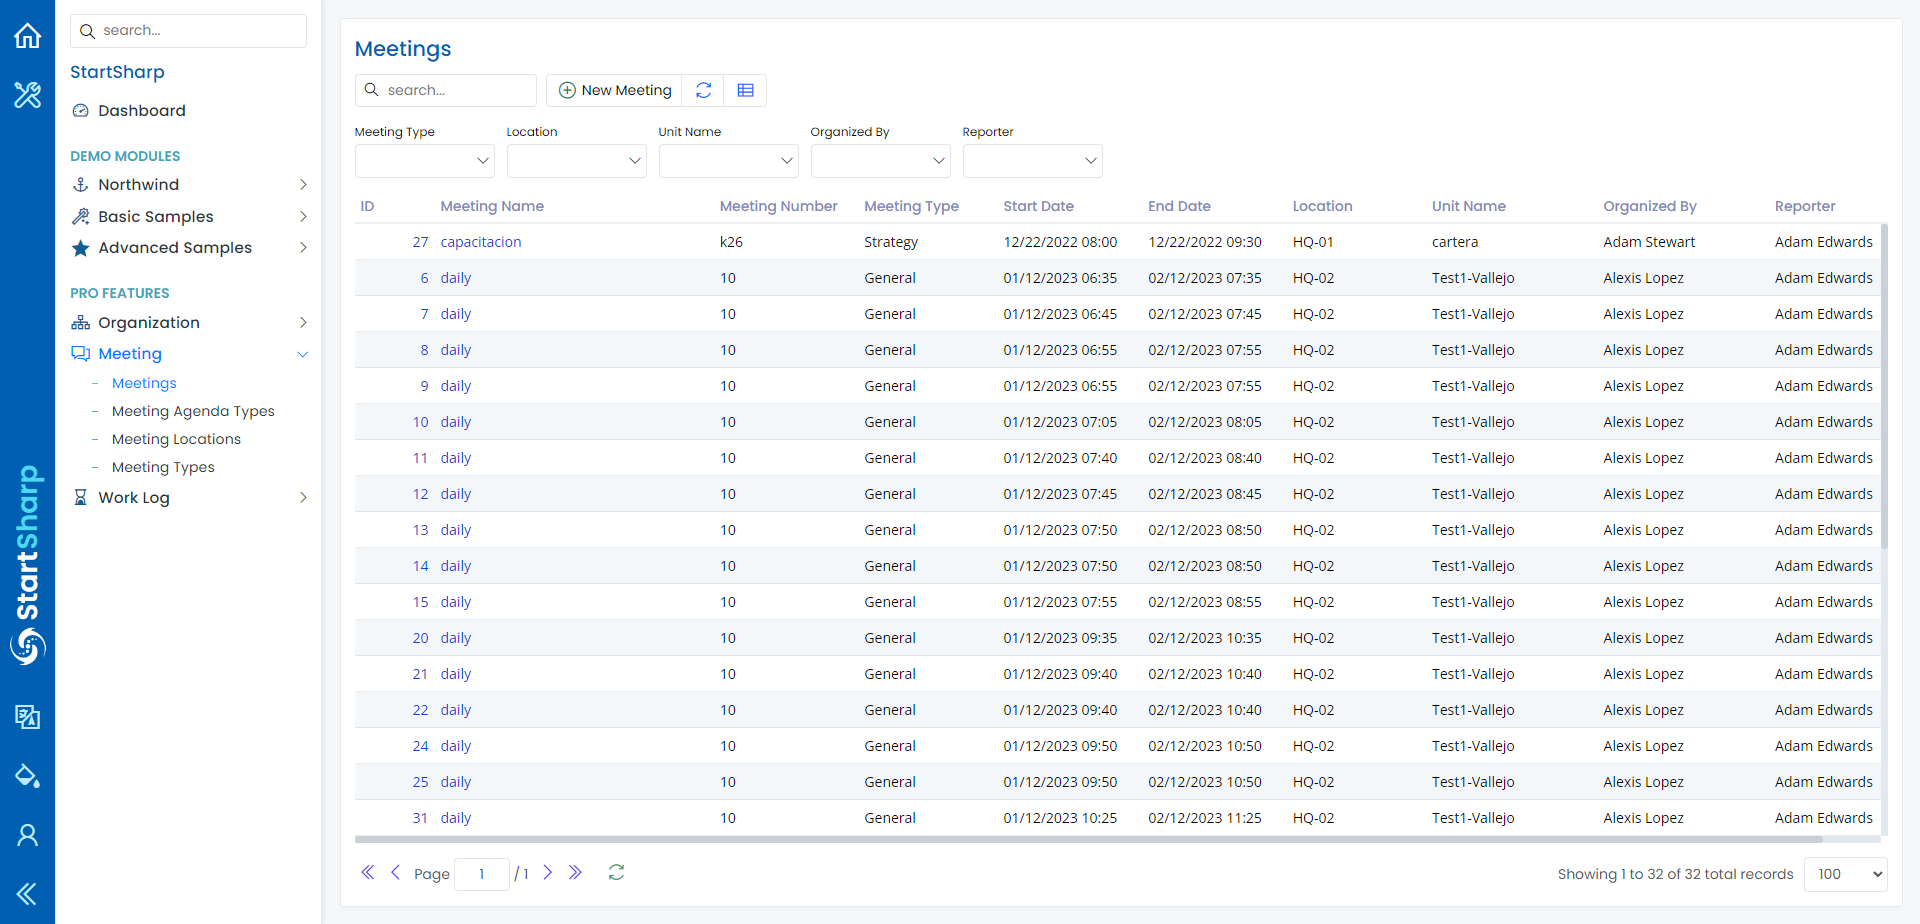 search...
StartSharp
Dashboard
DEMO MODULES
Northwind
Basic Samples
Advanced Samples
PRO FEATURES
Organization
Meeting
- Meetings
- Meeting Agenda Types
- Meeting Locations
- Meeting Types
Work Log
StartSharp
Meetings
search...
New Meeting
Meeting Type Location Unit Name Organized By Reporter
ID Meeting Name Meeting Number Meeting Type Start Date End Date Location Unit Name Organized By Reporter
27 capacitacion k26 Strategy 12/22/2022 08:00 12/22/2022 09:30 HQ-01 cartera Adam Stewart Adam Edwards
6 daily 10 General 01/12/2023 06:35 02/12/2023 07:35 HQ-02 Test1-Vallejo Alexis Lopez Adam Edwards
7 daily 10 General 01/12/2023 06:45 02/12/2023 07:45 HQ-02 Test1-Vallejo Alexis Lopez Adam Edwards
8 daily 10 General 01/12/2023 06:55 02/12/2023 07:55 HQ-02 Test1-Vallejo Alexis Lopez Adam Edwards
9 daily 10 General 01/12/2023 06:55 02/12/2023 07:55 HQ-02 Test1-Vallejo Alexis Lopez Adam Edwards
10 daily 10 General 01/12/2023 07:05 02/12/2023 08:05 HQ-02 Test1-Vallejo Alexis Lopez Adam Edwards
11 daily 10 General 01/12/2023 07:40 02/12/2023 08:40 HQ-02 Test1-Vallejo Alexis Lopez Adam Edwards
12 daily 10 General 01/12/2023 07:45 02/12/2023 08:45 HQ-02 Test1-Vallejo Alexis Lopez Adam Edwards
13 daily 10 General 01/12/2023 07:50 02/12/2023 08:50 HQ-02 Test1-Vallejo Alexis Lopez Adam Edwards
14 daily 10 General 01/12/2023 07:50 02/12/2023 08:50 HQ-02 Test1-Vallejo Alexis Lopez Adam Edwards
15 daily 10 General 01/12/2023 07:55 02/12/2023 08:55 HQ-02 Test1-Vallejo Alexis Lopez Adam Edwards
20 daily 10 General 01/12/2023 09:35 02/12/2023 10:35 HQ-02 Test1-Vallejo Alexis Lopez Adam Edwards
21 daily 10 General 01/12/2023 09:40 02/12/2023 10:40 HQ-02 Test1-Vallejo Alexis Lopez Adam Edwards
22 daily 10 General 01/12/2023 09:40 02/12/2023 10:40 HQ-02 Test1-Vallejo Alexis Lopez Adam Edwards
24 daily 10 General 01/12/2023 09:50 02/12/2023 10:50 HQ-02 Test1-Vallejo Alexis Lopez Adam Edwards
25 daily 10 General 01/12/2023 09:50 02/12/2023 10:50 HQ-02 Test1-Vallejo Alexis Lopez Adam Edwards
31 daily 10 General 01/12/2023 10:25 02/12/2023 11:25 HQ-02 Test1-Vallejo Alexis Lopez Adam Edwards
Page 1 / 1
Showing 1 to 32 of 32 total records 100